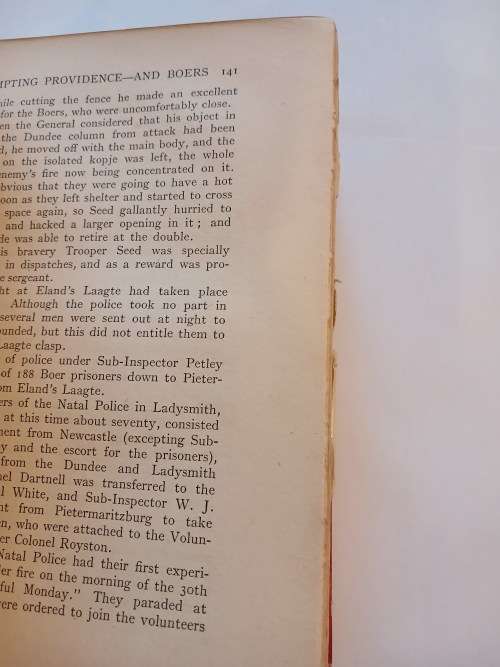 MPTING PROVIDENCE—AND BOERS 141
hile cutting the fence he made an excellent
for the Boers, who were uncomfortably close.
en the General considered that his object in
the Dundee column from attack had been
d, he moved off with the main body, and the
on the isolated kopje was left, the whole
enemy's fire now being concentrated on it.
bvious that they were going to have a hot
soon as they left shelter and started to cross
space again, so Seed gallantly hurried to
and hacked a larger opening in it; and
de was able to retire at the double.
is bravery Trooper Seed was specially
in dispatches, and as a reward was pro-
e sergeant.
ht at Eland's Laagte had taken place
Although the police took no part in
several men were sent out at night to
ounded, but this did not entitle them to
Laagte clasp.
of police under Sub-Inspector Petley
of 188 Boer prisoners down to Pieter-
om Eland's Laagte.
ers of the Natal Police in Ladysmith,
at this time about seventy, consisted
ment from Newcastle (excepting Sub-
y and the escort for the prisoners),
from the Dundee and Ladysmith
nel Dartnell was transferred to the
l White, and Sub-Inspector W. J.
nt from Pietermaritzburg to take
en, who were attached to the Volun-
er Colonel Royston.
Natal Police had their first experi-
er fire on the morning of the 30th
ful Monday." They paraded at
ere ordered to join the volunteers